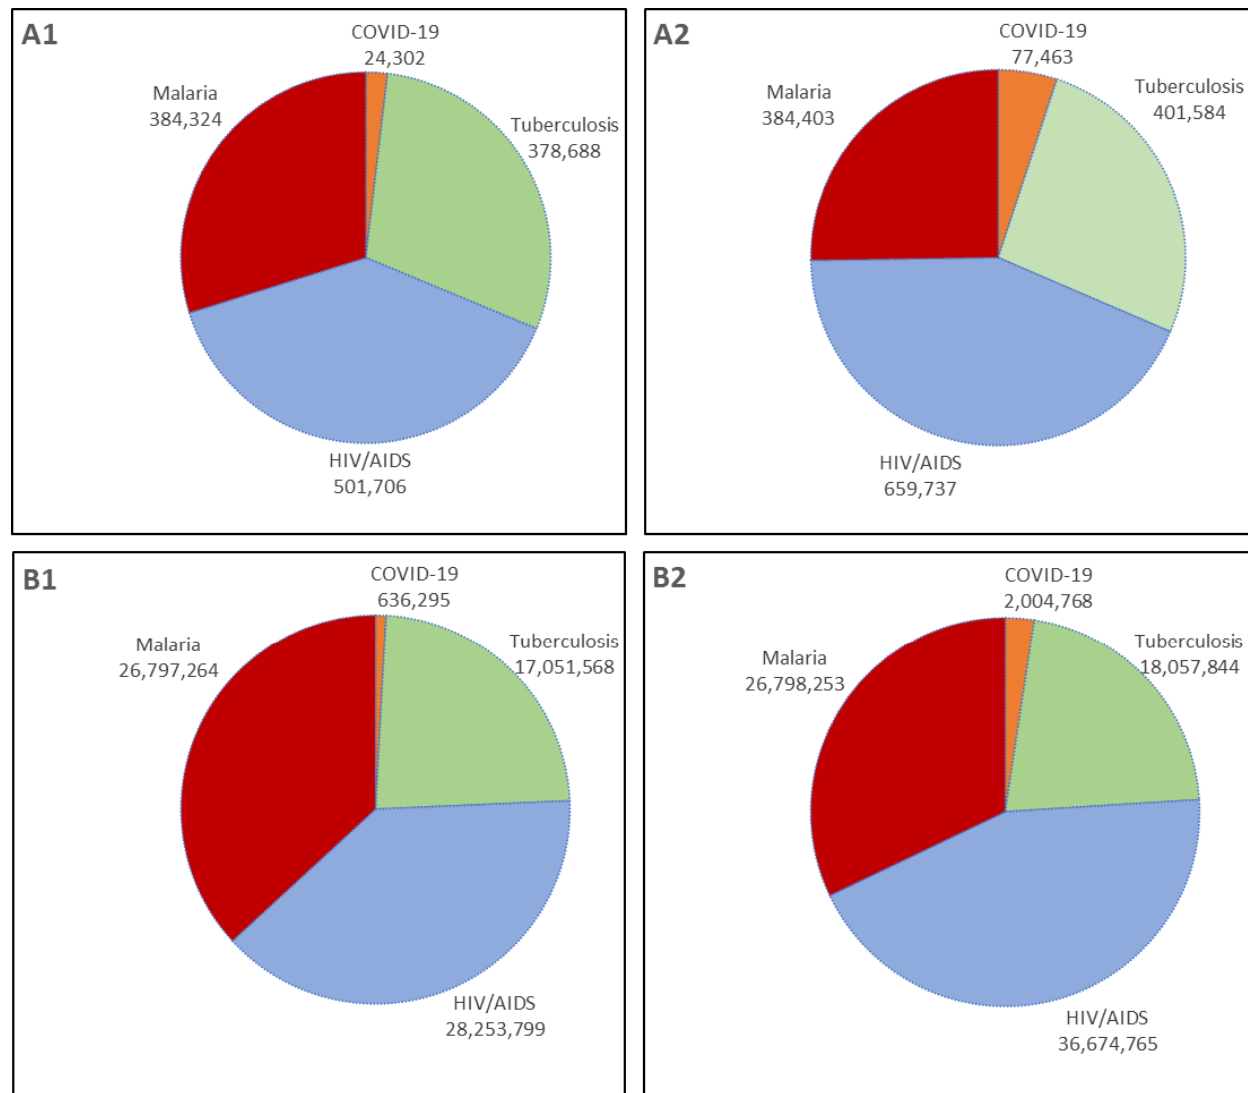 A1
COVID-19
24,302
Malaria
384,324
Tuberculosis
378,688
HIV/AIDS
501,706
A2
COVID-19
77,463
Malaria
384,403
Tuberculosis
401,584
HIV/AIDS
659,737
B1
COVID-19
636,295
Malaria
26,797,264
Tuberculosis
17,051,568
HIV/AIDS
28,253,799
B2
COVID-19
2,004,768
Malaria
26,798,253
Tuberculosis
18,057,844
HIV/AIDS
36,674,765